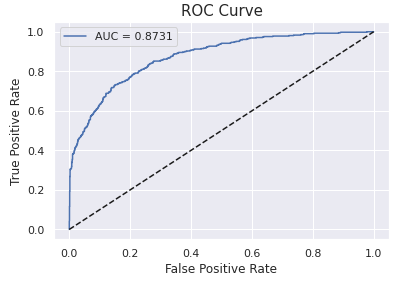 ROC Curve
AUC = 0.8731
True Positive Rate
1.0
0.8
0.6
0.4
0.2
0.0
0.0 0.2 0.4 0.6 0.8 1.0
False Positive Rate